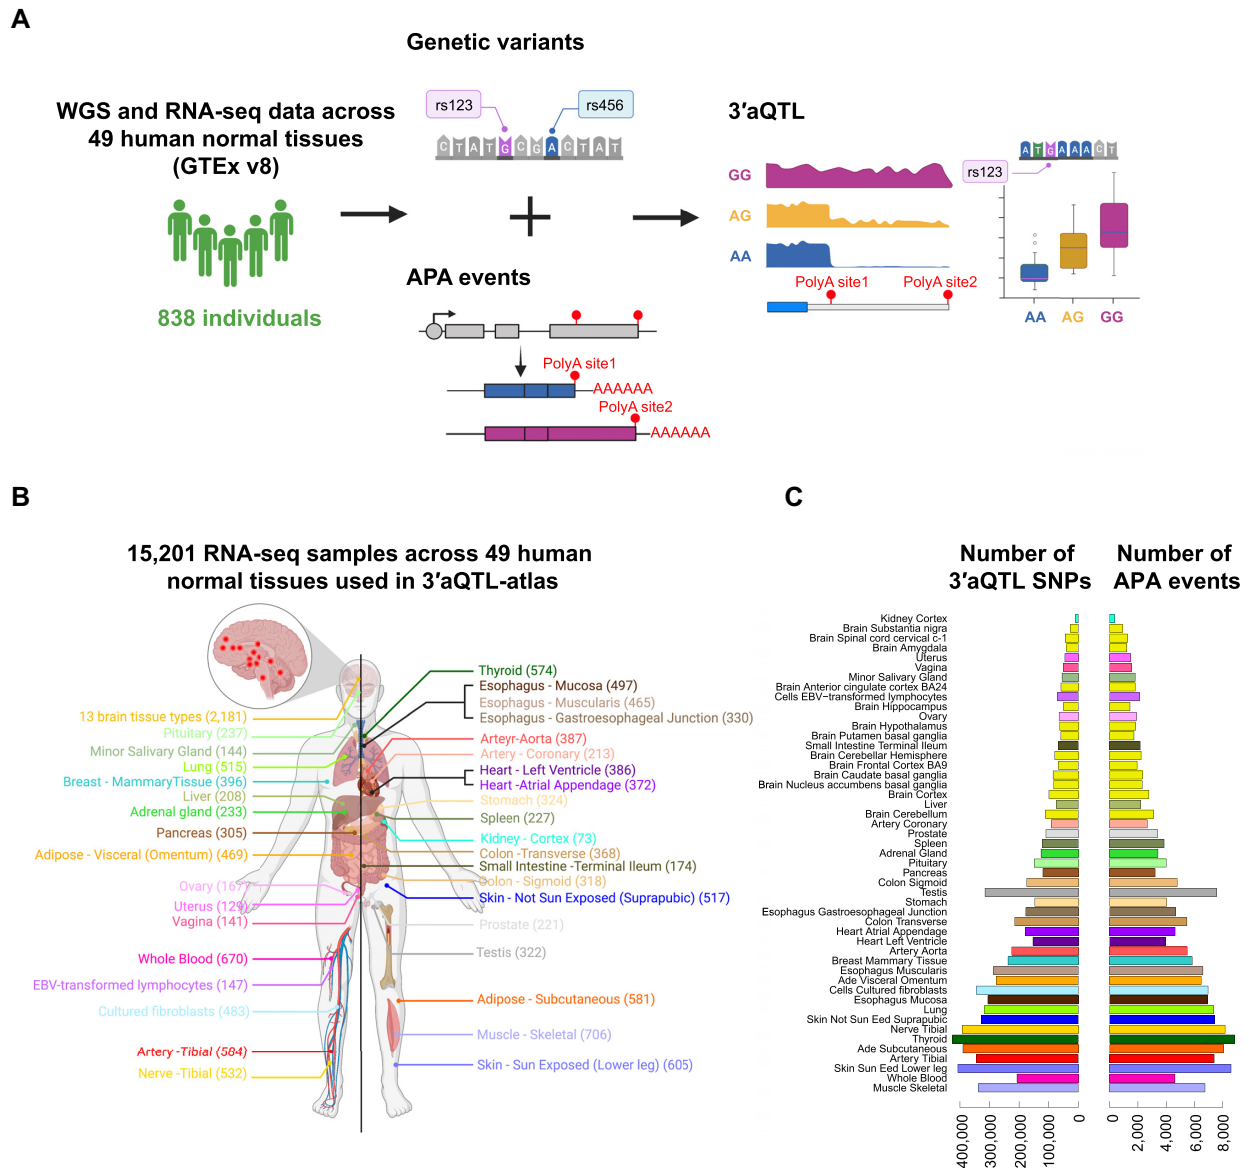 A
Genetic variants
WGS and RNA-seq data across
49 human normal tissues
(GTEx v8)
838 individuals
rs123
rs456
C T A T G C G A C T A T
APA events
PolyA site1
AAAAAA
PolyA site2
AAAAAA
3′aQTL
GG
AG
AA
PolyA site1
PolyA site2
A T G A A A C T
rs123
AA
AG
GG
B
15,201 RNA-seq samples across 49 human
normal tissues used in 3′aQTL-atlas
13 brain tissue types (2,181)
Pituitary (237)
Minor Salivary Gland (144)
Lung (515)
Breast - MammaryTissue (396)
Liver (208)
Adrenal gland (233)
Pancreas (305)
Adipose - Visceral (Omentum) (469)
Ovary (167)
Uterus (129)
Vagina (141)
Whole Blood (670)
EBV-transformed lymphocytes (147)
Cultured fibroblasts (483)
Artery -Tibial (584)
Nerve -Tibial (532)
Thyroid (574)
Esophagus - Mucosa (497)
Esophagus - Muscularis (465)
Esophagus - Gastroesophageal Junction (330)
Arteyr-Aorta (387)
Artery - Coronary (213)
Heart - Left Ventricle (386)
Heart -Atrial Appendage (372)
Stomach (324)
Spleen (227)
Kidney - Cortex (73)
Colon -Transverse (368)
Small Intestine -Terminal Ileum (174)
Colon - Sigmoid (318)
Skin - Not Sun Exposed (Suprapubic) (517)
Prostate (221)
Testis (322)
Adipose - Subcutaneous (581)
Muscle - Skeletal (706)
Skin - Sun Exposed (Lower leg) (605)
C
Number of
3′aQTL SNPs
Number of
APA events
Kidney Cortex
Brain Substantia nigra
Brain Spinal cord cervical c-1
Brain Amygdala
Uterus
Vagina
Minor Salivary Gland
Brain Anterior cingulate cortex BA24
Cells EBV−transformed lymphocytes
Brain Hippocampus
Ovary
Brain Hypothalamus
Brain Putamen basal ganglia
Small Intestine Terminal Ileum
Brain Cerebellar Hemisphere
Brain Frontal Cortex BA9
Brain Caudate basal ganglia
Brain Nucleus accumbens basal ganglia
Brain Cortex
Liver
Brain Cerebellum
Artery Coronary
Prostate
Spleen
Adrenal Gland
Pituitary
Pancreas
Colon Sigmoid
Testis
Stomach
Esophagus Gastroesophageal Junction
Colon Transverse
Heart Atrial Appendage
Heart Left Ventricle
Artery Aorta
Breast Mammary Tissue
Esophagus Muscularis
Ade Visceral Omentum
Cells Cultured fibroblasts
Esophagus Mucosa
Lung
Skin Not Sun Eed Suprapubic
Nerve Tibial
Thyroid
Ade Subcutaneous
Artery Tibial
Skin Sun Eed Lower leg
Whole Blood
Muscle Skeletal
400,000
300,000
200,000
100,000
0
0
2,000
4,000
6,000
8,000